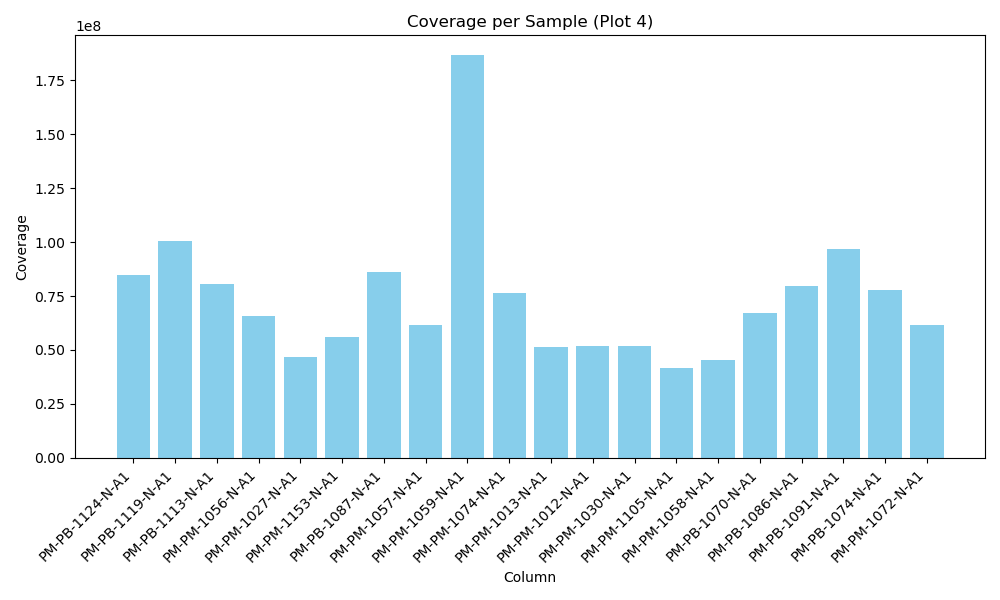 Coverage per Sample (Plot 4)
1e8
1.75
1.50
1.25
1.00
0.75
0.50
0.25
0.00
Coverage
PM-PB-1124-N-A1
PM-PB-1119-N-A1
PM-PB-1113-N-A1
PM-PM-1056-N-A1
PM-PM-1027-N-A1
PM-PM-1153-N-A1
PM-PB-1087-N-A1
PM-PM-1057-N-A1
PM-PM-1059-N-A1
PM-PM-1074-N-A1
PM-PM-1013-N-A1
PM-PM-1012-N-A1
PM-PM-1030-N-A1
PM-PM-1105-N-A1
PM-PM-1058-N-A1
PM-PB-1070-N-A1
PM-PB-1086-N-A1
PM-PB-1091-N-A1
PM-PB-1074-N-A1
PM-PM-1072-N-A1
Column